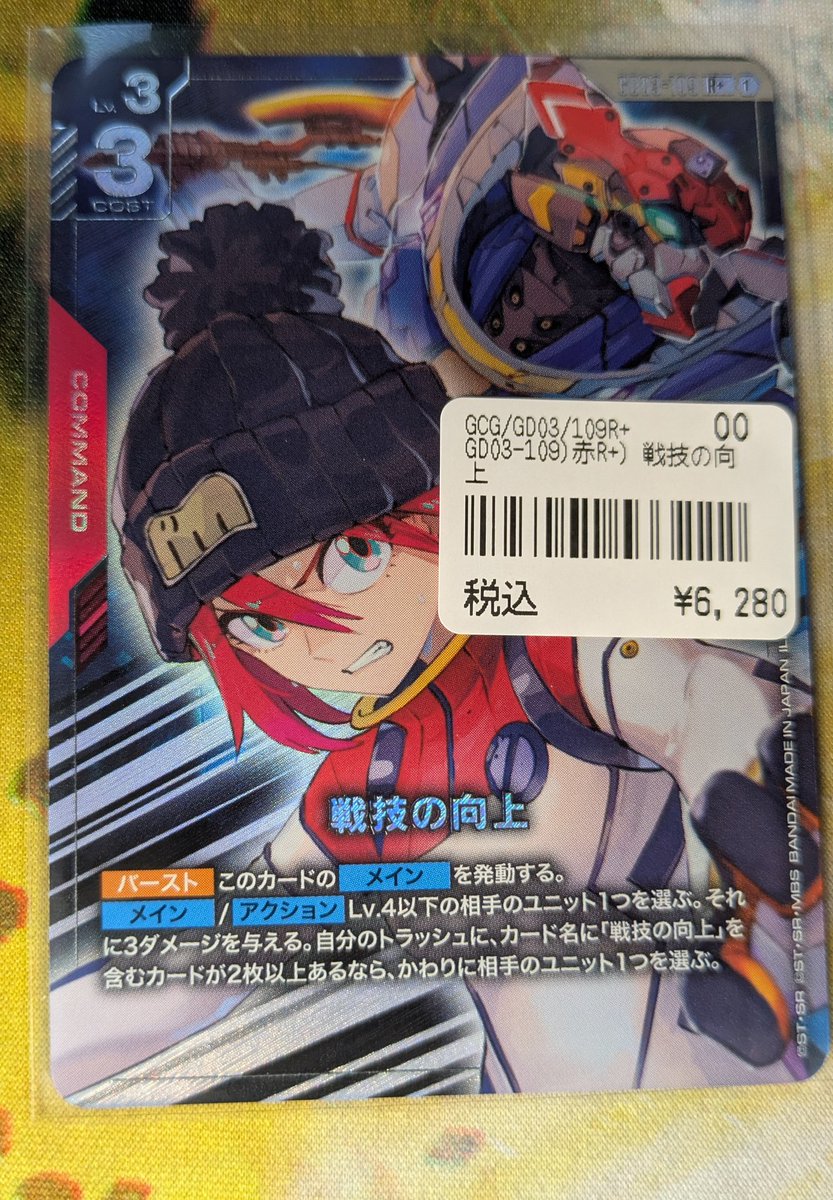 Lv. 3
R+ 1
3
COST
COMMAND
GCG/GD03/109R+ 00
GD03-109)赤R+) 戦技の向
上
税込 ¥6,280
戦技の向上
バースト このカードの メイン を発動する。
メイン / アクション Lv.4以下の相手のユニット1つを選ぶ。それ
に3ダメージを与える。自分のトラッシュに、カード名に「戦技の向上」を
含むカードが2枚以上あるなら、かわりに相手のユニット1つを選ぶ。
©ST・SR ©ST・SR・MBS BANDAI MADE IN JAPAN